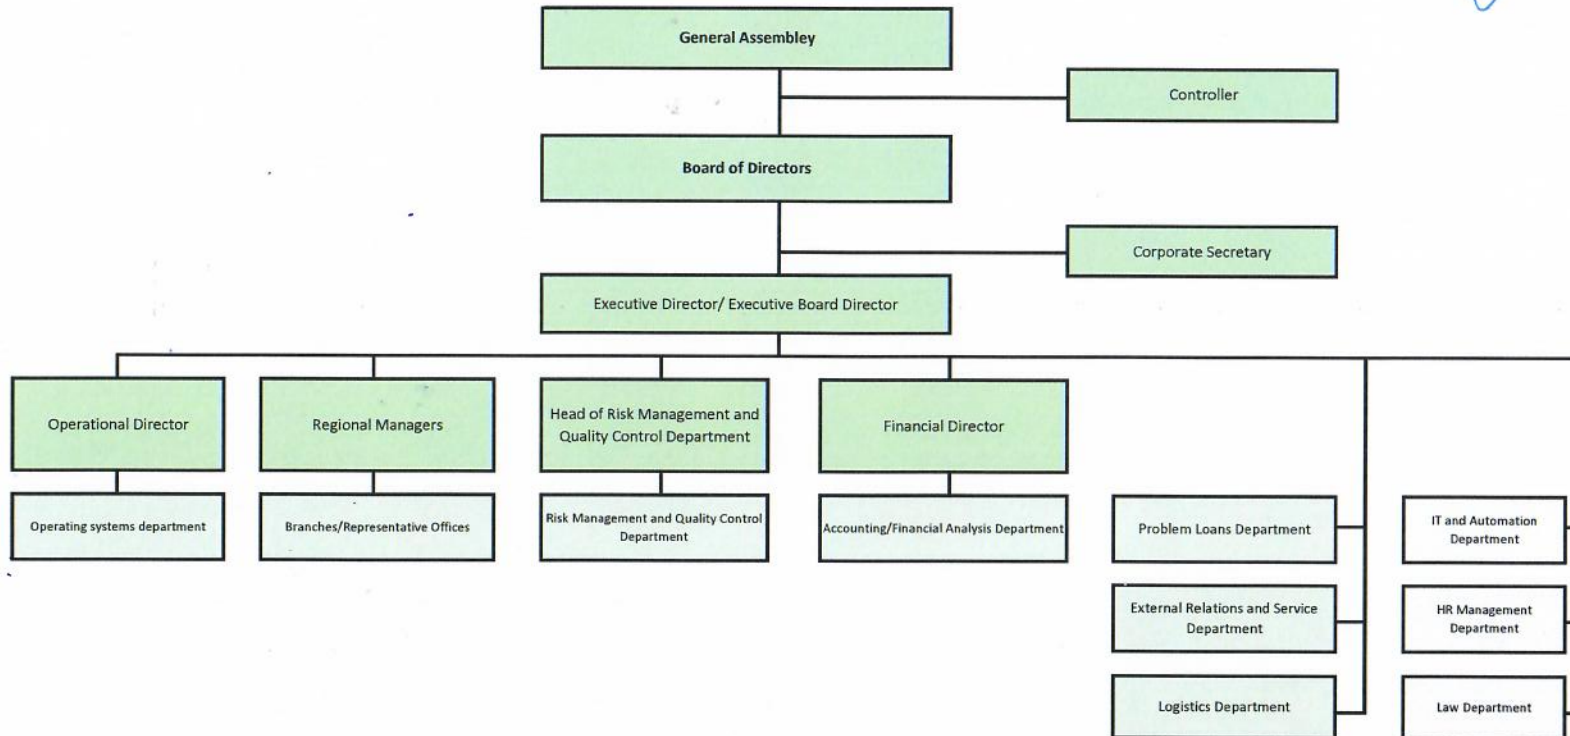 General Assembley
Controller
Board of Directors
Corporate Secretary
Executive Director/ Executive Board Director
Operational Director
Regional Managers
Head of Risk Management and
Quality Control Department
Financial Director
Operating systems department
Branches/Representative Offices
Risk Management and Quality Control
Department
Accounting/Financial Analysis Department
Problem Loans Department
IT and Automation
Department
External Relations and Service
Department
HR Management
Department
Logistics Department
Law Department